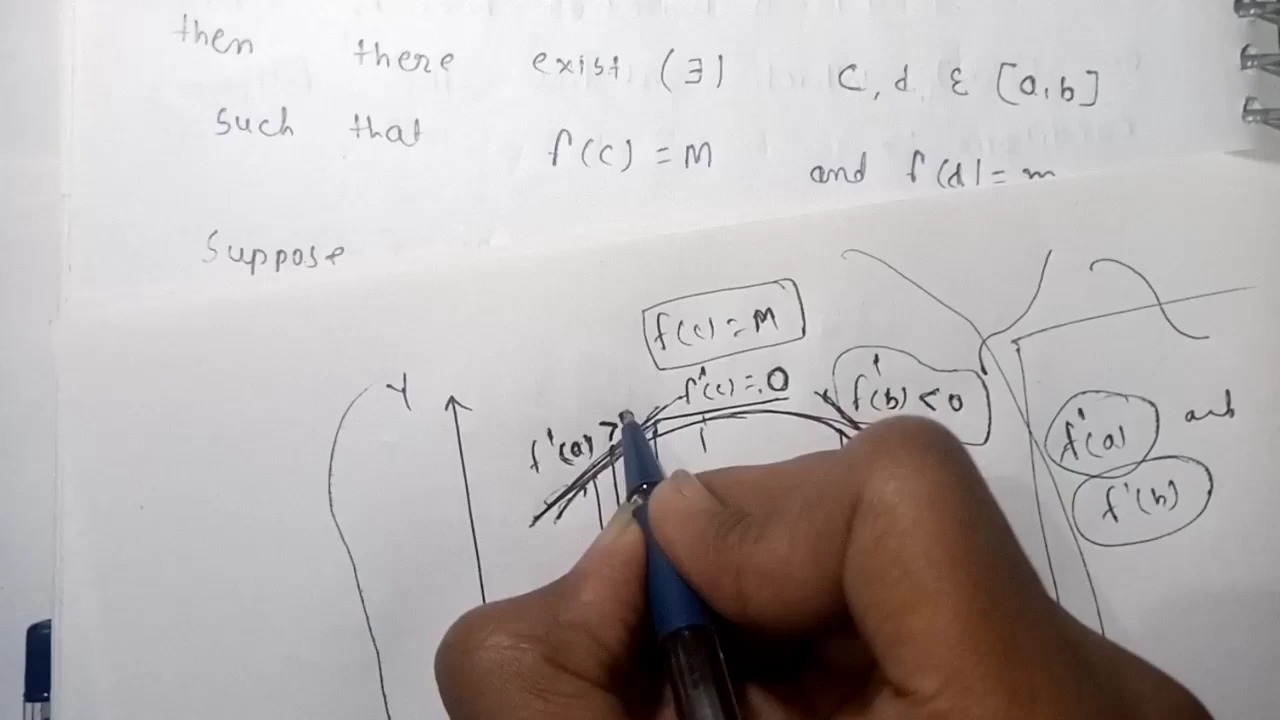 then there exist (∃) c, d ε [a, b]
such that f(c) = M and f(d) = m
Suppose
f(c) = M
Y f'(c) = 0 f'(b) < 0
f'(a) > f'(a) and
f'(b)